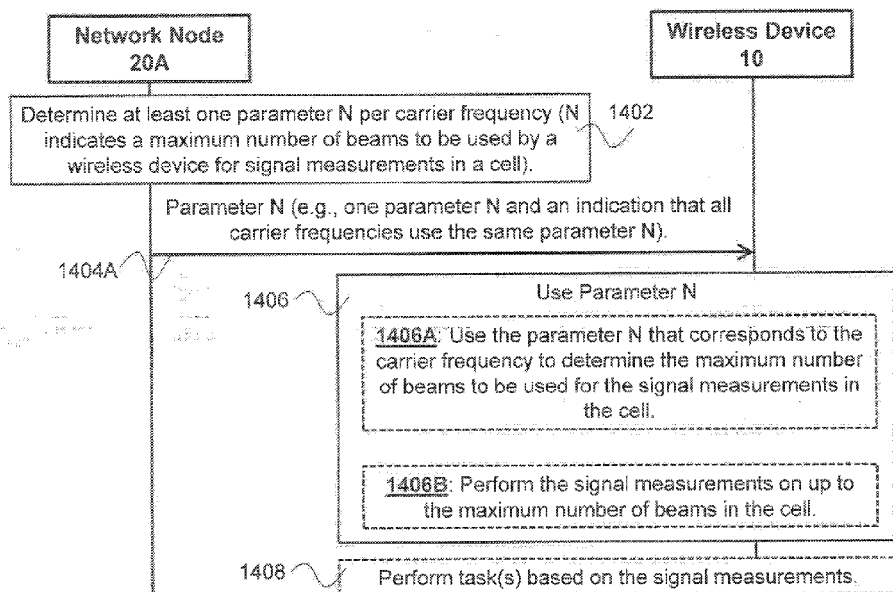 Network Node
20A
Wireless Device
10
Determine at least one parameter N per carrier frequency (N
indicates a maximum number of beams to be used by a
wireless device for signal measurements in a cell).
1402
Parameter N (e.g., one parameter N and an indication that all
carrier frequencies use the same parameter N).
1404A
1406
Use Parameter N
1406A: Use the parameter N that corresponds to the
carrier frequency to determine the maximum number
of beams to be used for the signal measurements in
the cell.
1406B: Perform the signal measurements on up to
the maximum number of beams in the cell.
1408
Perform task(s) based on the signal measurements.